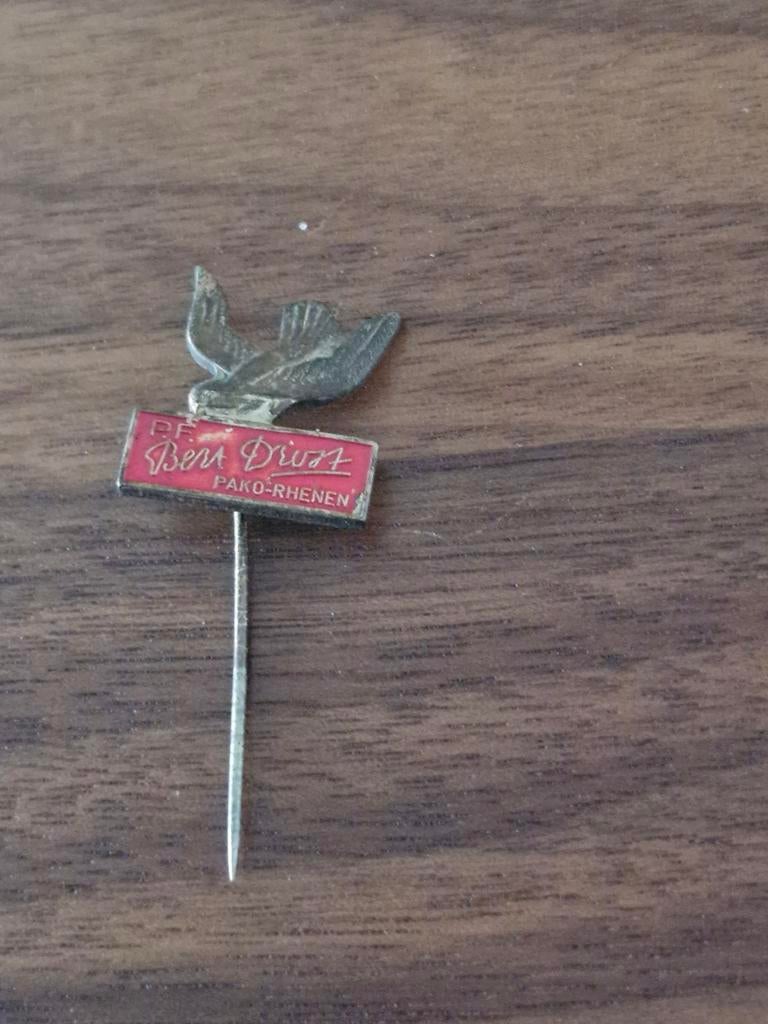 P.F.
Bert Drost
PAKO-RHENEN